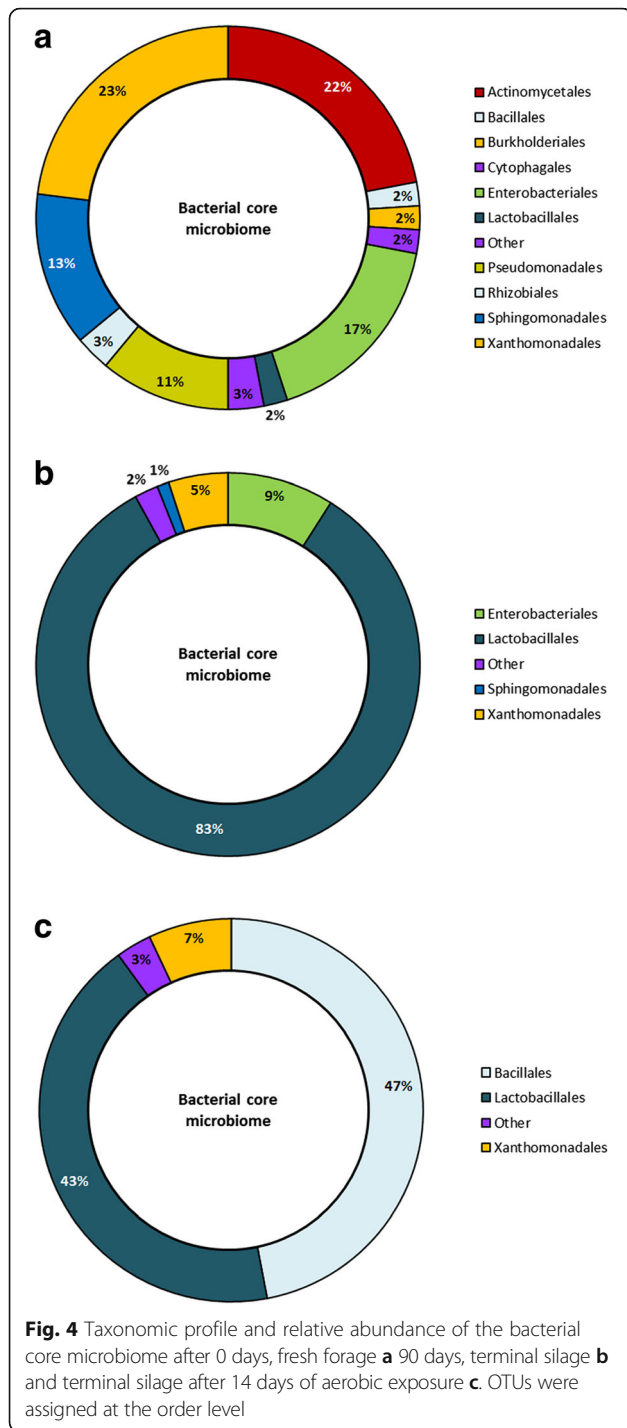 a
23%
22%
2%
2%
2%
13%
17%
3%
11%
3%
2%
Bacterial core
microbiome
Actinomycetales
Bacillales
Burkholderiales
Cytophagales
Enterobacteriales
Lactobacillales
Other
Pseudomonadales
Rhizobiales
Sphingomonadales
Xanthomonadales
b
2%
1%
5%
9%
83%
Bacterial core
microbiome
Enterobacteriales
Lactobacillales
Other
Sphingomonadales
Xanthomonadales
c
3%
7%
47%
43%
Bacterial core
microbiome
Bacillales
Lactobacillales
Other
Xanthomonadales
Fig. 4 Taxonomic profile and relative abundance of the bacterial
core microbiome after 0 days, fresh forage a 90 days, terminal silage b
and terminal silage after 14 days of aerobic exposure c. OTUs were
assigned at the order level